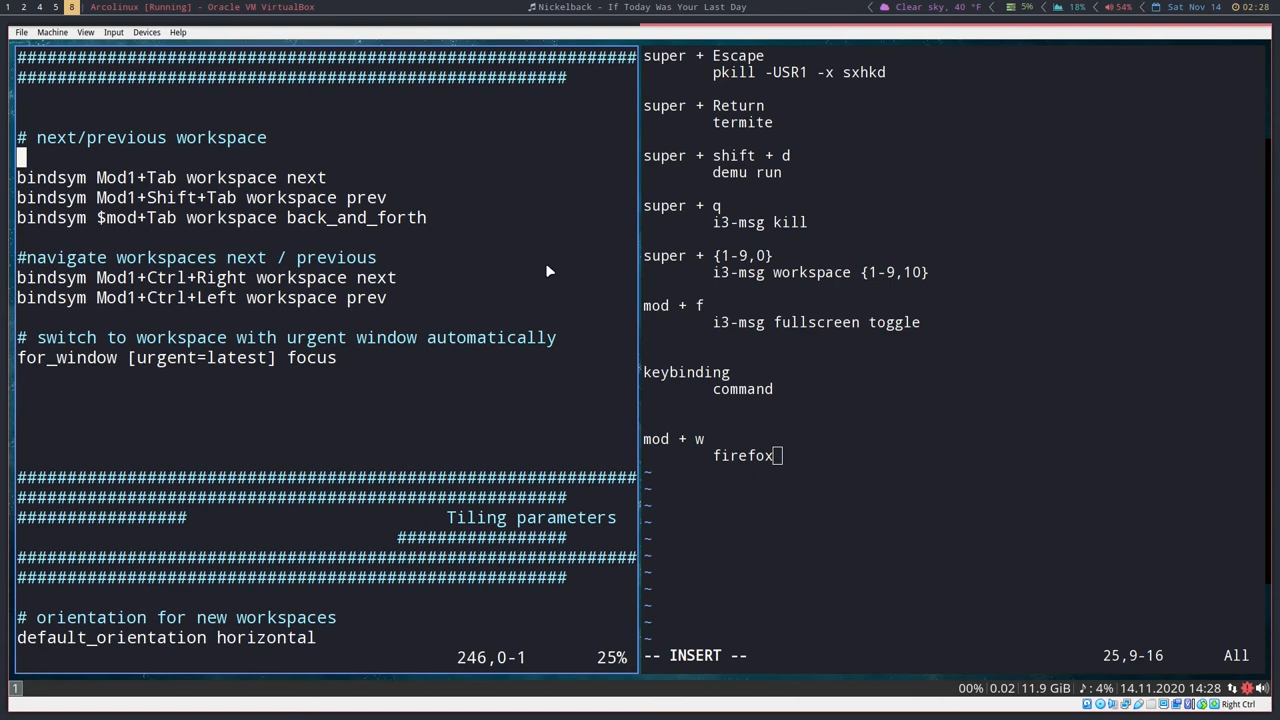 1 2 4 5 8 Arcolinux [Running] - Oracle VM VirtualBox Nickelback - If Today Was Your Last Day Clear sky, 40 °F 5% 18% 54% Sat Nov 14 02:28
File Machine View Input Devices Help
##############################################################
#######################################################
# next/previous workspace
bindsym Mod1+Tab workspace next
bindsym Mod1+Shift+Tab workspace prev
bindsym $mod+Tab workspace back_and_forth
#navigate workspaces next / previous
bindsym Mod1+Ctrl+Right workspace next
bindsym Mod1+Ctrl+Left workspace prev
# switch to workspace with urgent window automatically
for_window [urgent=latest] focus
##############################################################
#######################################################
################# Tiling parameters
#################
##############################################################
#######################################################
# orientation for new workspaces
default_orientation horizontal
246,0-1 25%
super + Escape
pkill -USR1 -x sxhkd
super + Return
termite
super + shift + d
demu run
super + q
i3-msg kill
super + {1-9,0}
i3-msg workspace {1-9,10}
mod + f
i3-msg fullscreen toggle
keybinding
command
mod + w
firefox
~
~
~
~
~
~
~
~
~
~
~
-- INSERT -- 25,9-16 All
1 00% 0.02 11.9 GiB ♪: 4% 14.11.2020 14:28
Right Ctrl